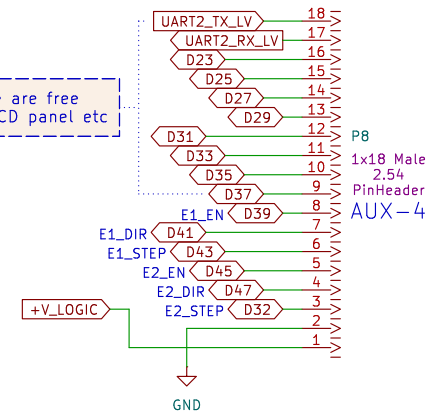 UART2_TX_LV 18
UART2_RX_LV 17
D23 16
D25 15
D27 14
D29 13
are free
CD panel etc
D31 12
D33 11
D35 10
D37 9
E1_EN D39 8
E1_DIR D41 7
E1_STEP D43 6
E2_EN D45 5
E2_DIR D47 4
E2_STEP D32 3
2
+V_LOGIC 1
P8
1x18 Male
2.54
PinHeader
AUX-4
GND